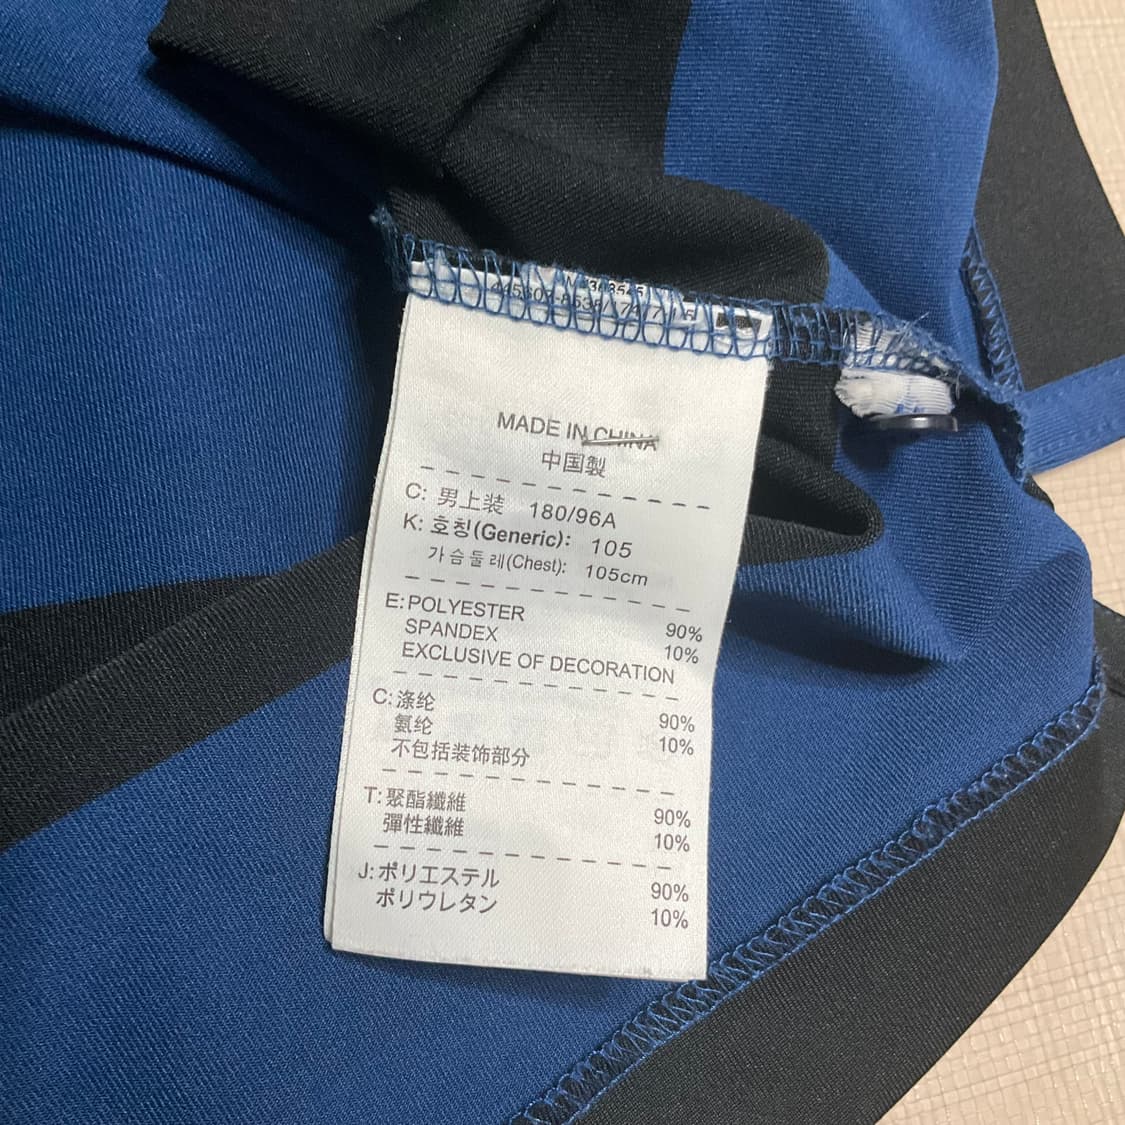 MADE IN CHINA
中国製
C: 男上装 180/96A
K: 호칭(Generic): 105
가슴둘레(Chest): 105cm
E: POLYESTER 90%
SPANDEX 10%
EXCLUSIVE OF DECORATION
C: 涤纶 90%
氨纶 10%
不包括装饰部分
T: 聚酯纖維 90%
彈性纖維 10%
J: ポリエステル 90%
ポリウレタン 10%